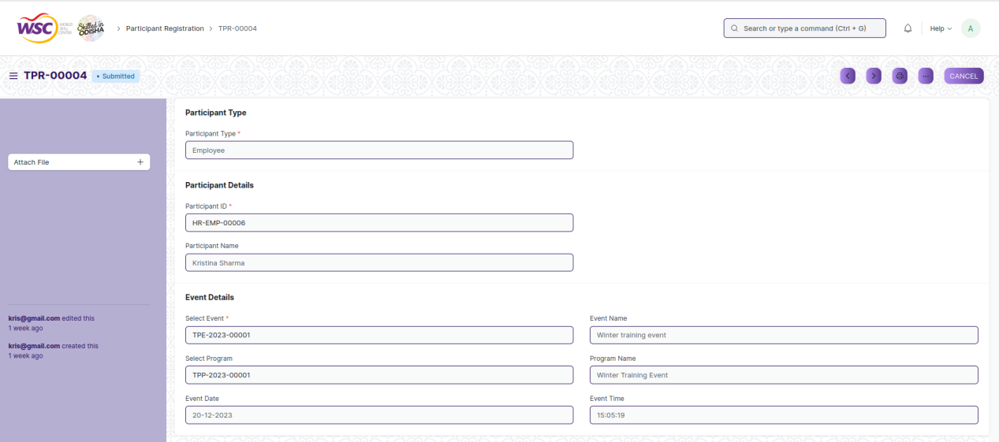 WSC WORLD SKILL CENTER Skilled in ODISHA > Participant Registration > TPR-00004 Search or type a command (Ctrl + G) Help A
TPR-00004 • Submitted ... CANCEL
Attach File +
kris@gmail.com edited this
1 week ago
kris@gmail.com created this
1 week ago
Participant Type
Participant Type *
Employee
Participant Details
Participant ID *
HR-EMP-00006
Participant Name
Kristina Sharma
Event Details
Select Event *
TPE-2023-00001
Event Name
Winter training event
Select Program
TPP-2023-00001
Program Name
Winter Training Event
Event Date
20-12-2023
Event Time
15:05:19